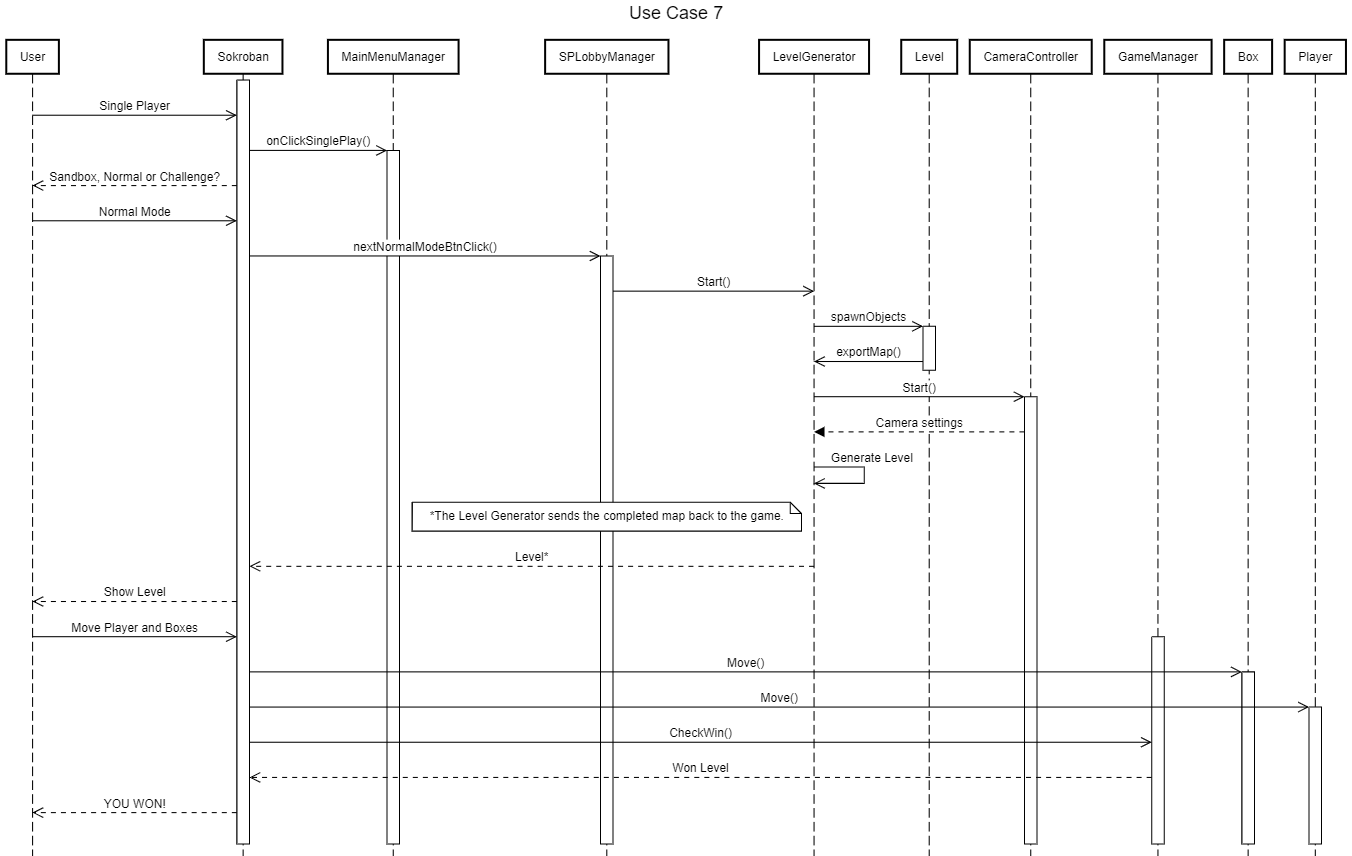 Use Case 7
User
Sokroban
MainMenuManager
SPLobbyManager
LevelGenerator
Level
CameraController
GameManager
Box
Player
Single Player
onClickSinglePlay()
Sandbox, Normal or Challenge?
Normal Mode
nextNormalModeBtnClick()
Start()
spawnObjects
exportMap()
Start()
Camera settings
Generate Level
*The Level Generator sends the completed map back to the game.
Level*
Show Level
Move Player and Boxes
Move()
Move()
CheckWin()
Won Level
YOU WON!